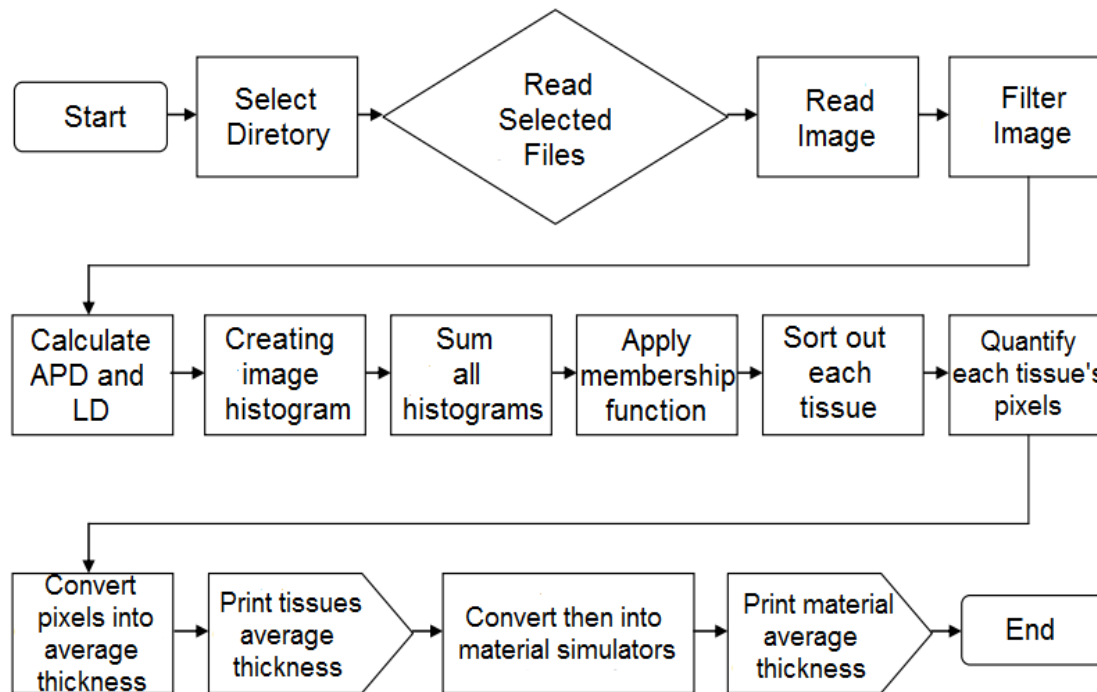 Start
Select
Diretory
Read
Selected
Files
Read
Image
Filter
Image
Calculate
APD and
LD
Creating
image
histogram
Sum
all
histograms
Apply
membership
function
Sort out
each
tissue
Quantify
each tissue's
pixels
Convert
pixels into
average
thickness
Print tissues
average
thickness
Convert then into
material simulators
Print material
average
thickness
End